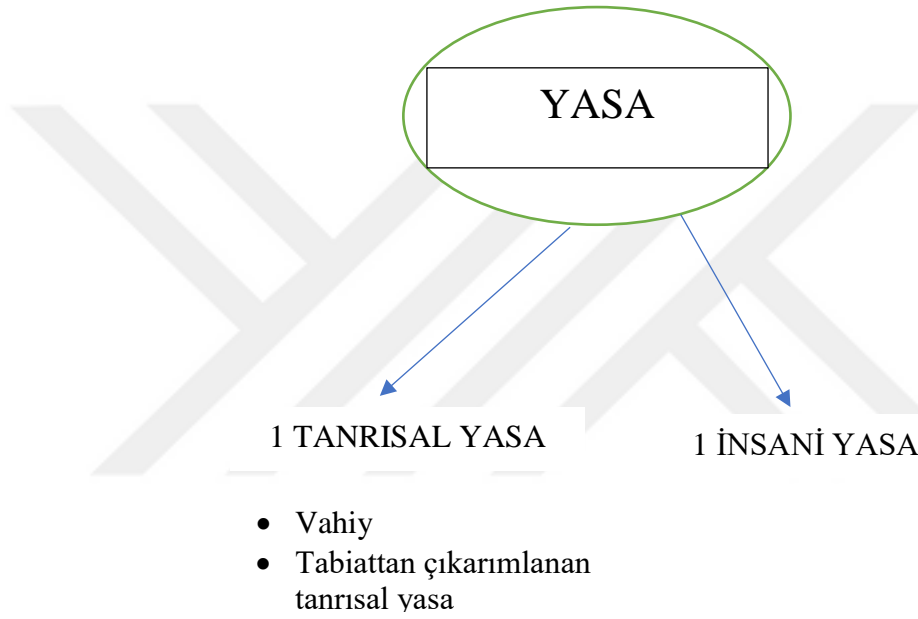 YASA
1 TANRISAL YASA
1 İNSANİ YASA
• Vahiy
• Tabiattan çıkarımlanan
tanrısal yasa